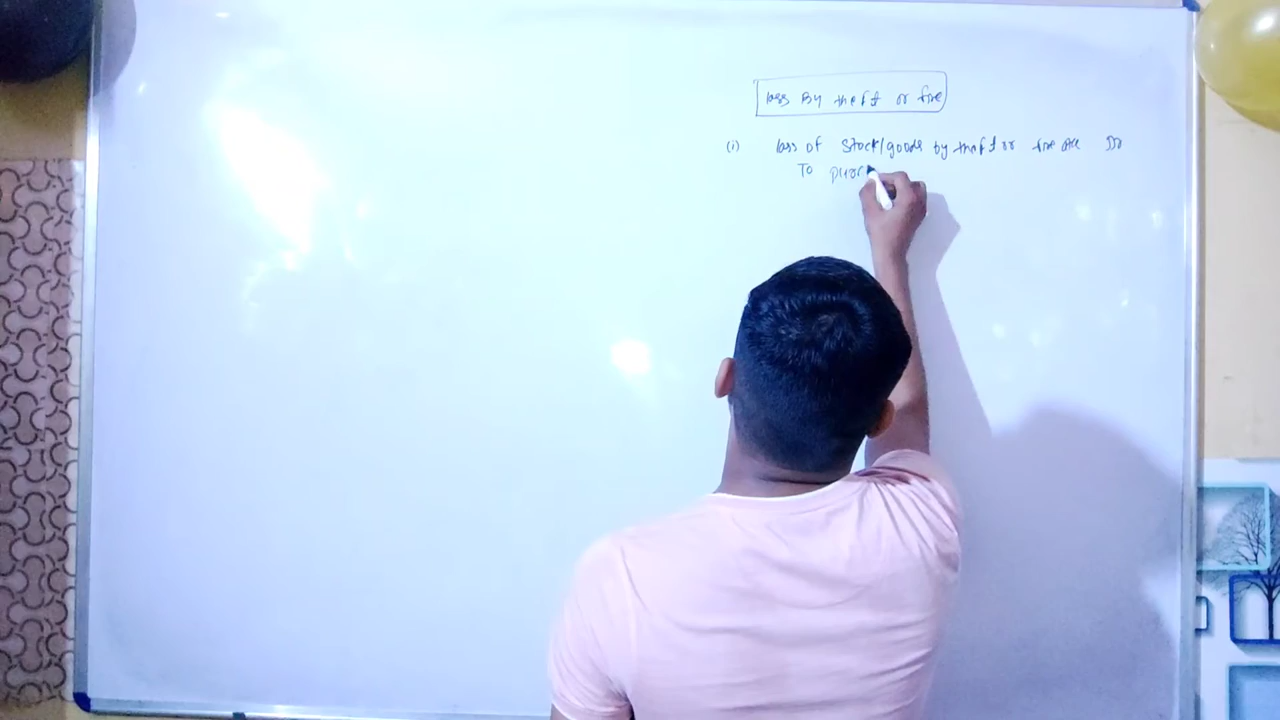 loss By theft or fire
(i) loss of stock/goods by theft or fire A/c Dr
To purc